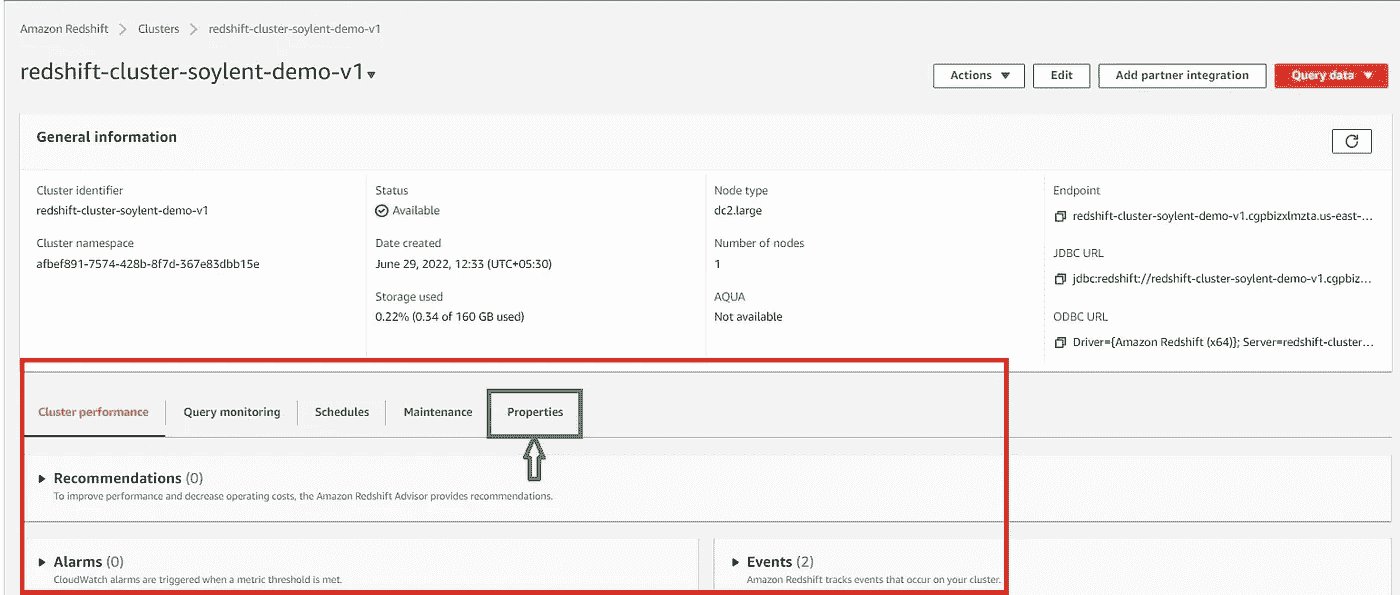 Amazon Redshift > Clusters > redshift-cluster-soylent-demo-v1
redshift-cluster-soylent-demo-v1
Actions Edit Add partner integration Query data
General information
Cluster identifier
redshift-cluster-soylent-demo-v1
Cluster namespace
afbef891-7574-428b-8f7d-367e83dbb15e
Status
Available
Date created
June 29, 2022, 12:33 (UTC+05:30)
Storage used
0.22% (0.34 of 160 GB used)
Node type
dc2.large
Number of nodes
1
AQUA
Not available
Endpoint
redshift-cluster-soylent-demo-v1.cgpbizxlmzta.us-east-...
JDBC URL
jdbc:redshift://redshift-cluster-soylent-demo-v1.cgpbiz...
ODBC URL
Driver={Amazon Redshift (x64)}; Server=redshift-cluster...
Cluster performance Query monitoring Schedules Maintenance Properties
Recommendations (0)
To improve performance and decrease operating costs, the Amazon Redshift Advisor provides recommendations.
Alarms (0)
CloudWatch alarms are triggered when a metric threshold is met.
Events (2)
Amazon Redshift tracks events that occur on your cluster.